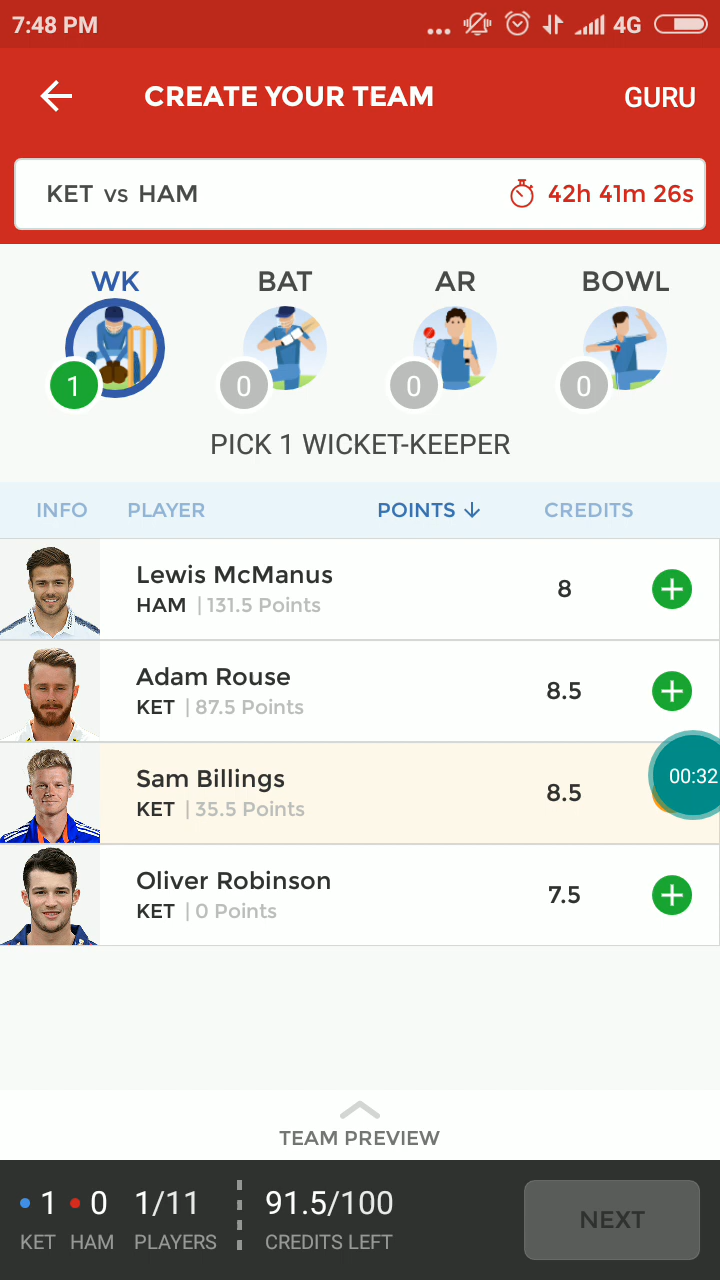 7:48 PM ... 4G
CREATE YOUR TEAM GURU
KET vs HAM 42h 41m 26s
WK BAT AR BOWL
1 0 0 0
PICK 1 WICKET-KEEPER
INFO PLAYER POINTS CREDITS
Lewis McManus
HAM | 131.5 Points
8
Adam Rouse
KET | 87.5 Points
8.5
Sam Billings
KET | 35.5 Points
8.5
00:32
Oliver Robinson
KET | 0 Points
7.5
TEAM PREVIEW
1 0 1/11 91.5/100 NEXT
KET HAM PLAYERS CREDITS LEFT